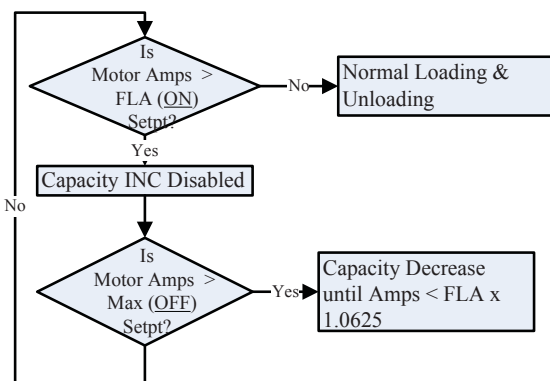 Is
Motor Amps >
FLA (ON)
Setpt?
No
Normal Loading &
Unloading
Yes
Capacity INC Disabled
No
Is
Motor Amps >
Max (OFF)
Setpt?
Yes
Capacity Decrease
until Amps < FLA x
1.0625